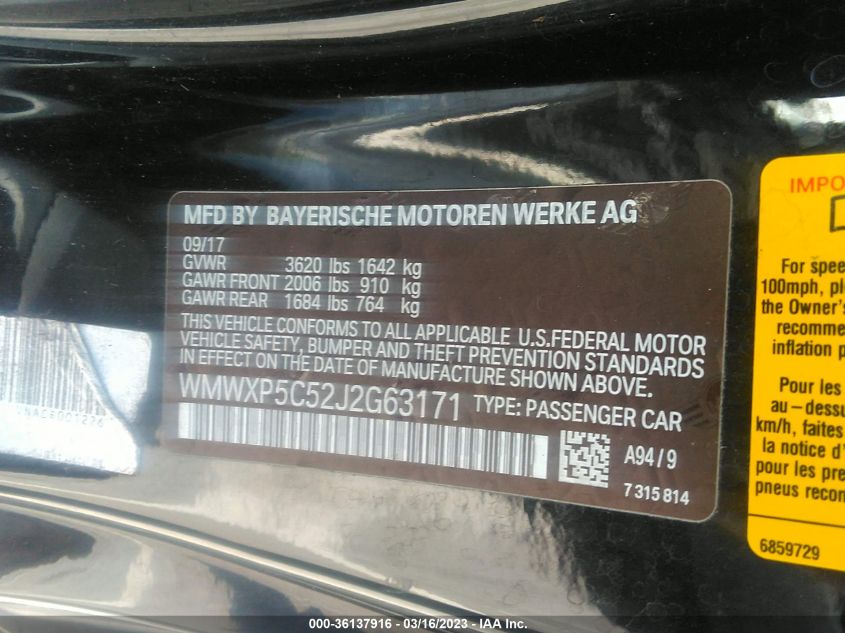 MFD BY BAYERISCHE MOTOREN WERKE AG
09/17
GVWR 3620 lbs 1642 kg
GAWR FRONT 2006 lbs 910 kg
GAWR REAR 1684 lbs 764 kg
THIS VEHICLE CONFORMS TO ALL APPLICABLE U.S.FEDERAL MOTOR
VEHICLE SAFETY, BUMPER AND THEFT PREVENTION STANDARDS
IN EFFECT ON THE DATE OF MANUFACTURE SHOWN ABOVE.
WMWXP5C52J2G63171 TYPE: PASSENGER CAR
A94/9
7 315 814
IMPO
For spee
100mph, pl
the Owner's
recomme
inflation p
Pour les
au-dessu
km/h, faites
la notice d'
pour les pre
pneus recon
6859729
000-36137916 - 03/16/2023 - IAA Inc.